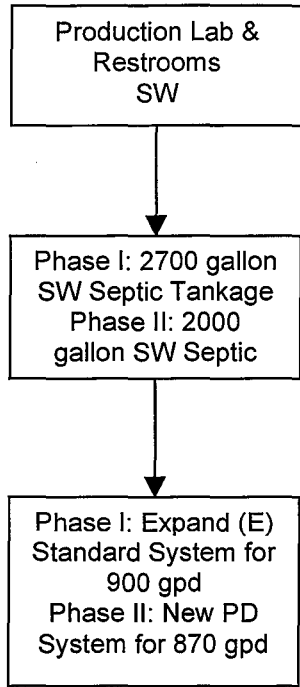 Production Lab &
Restrooms
SW
Phase I: 2700 gallon
SW Septic Tankage
Phase II: 2000
gallon SW Septic
Phase I: Expand (E)
Standard System for
900 gpd
Phase II: New PD
System for 870 gpd